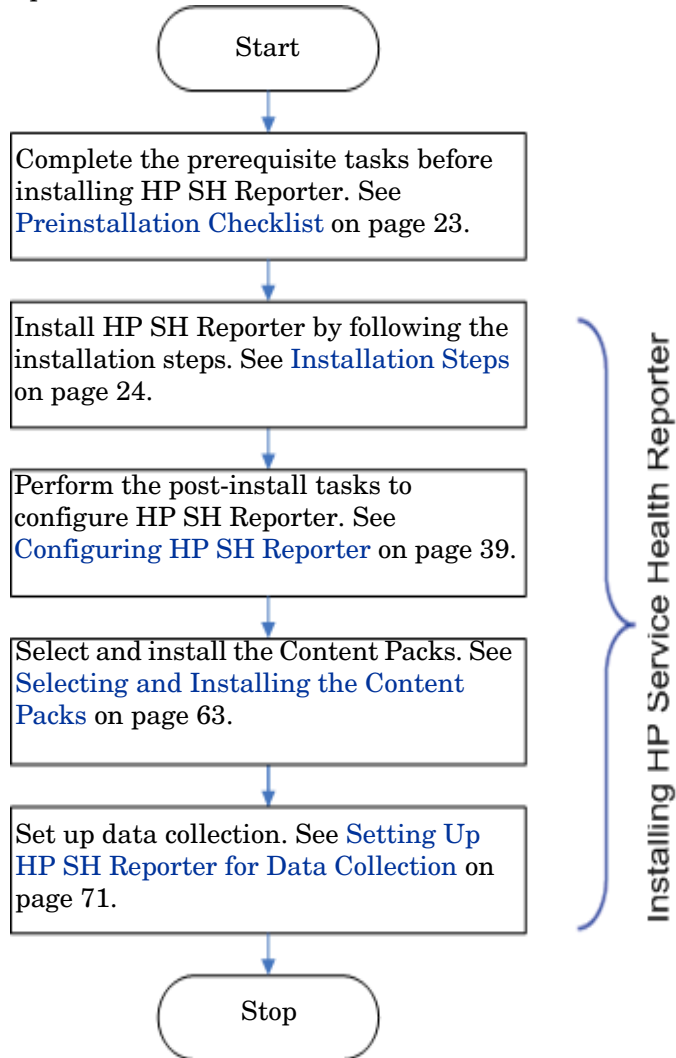 Start
Complete the prerequisite tasks before
installing HP SH Reporter. See
Preinstallation Checklist on page 23.
Install HP SH Reporter by following the
installation steps. See Installation Steps
on page 24.
Perform the post-install tasks to
configure HP SH Reporter. See
Configuring HP SH Reporter on page 39.
Select and install the Content Packs. See
Selecting and Installing the Content
Packs on page 63.
Set up data collection. See Setting Up
HP SH Reporter for Data Collection on
page 71.
Stop
Installing HP Service Health Reporter